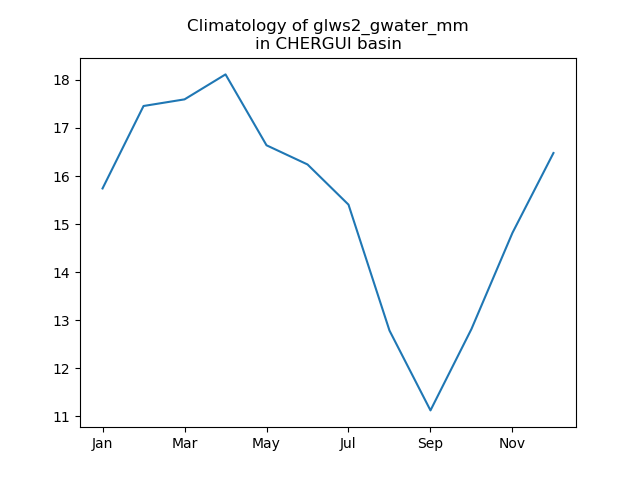 Climatology of glws2_gwater_mm
in CHERGUI basin
18
17
16
15
14
13
12
11
Jan
Mar
May
Jul
Sep
Nov